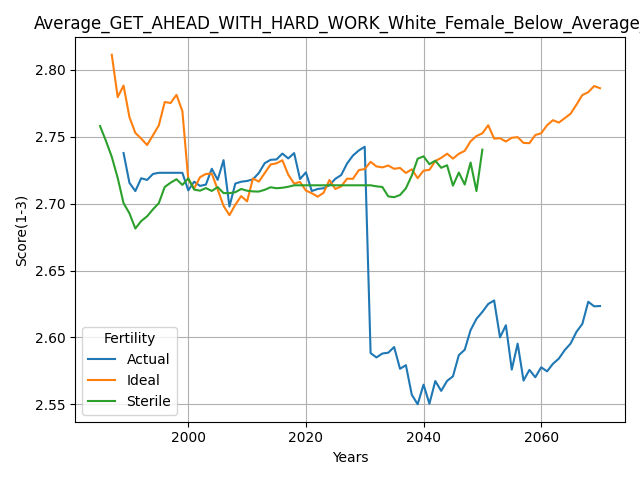 Average_GET_AHEAD_WITH_HARD_WORK_White_Female_Below_Average_
Score(1-3)
2.80
2.75
2.70
2.65
2.60
2.55
Fertility
Actual
Ideal
Sterile
2000
2020
2040
2060
Years